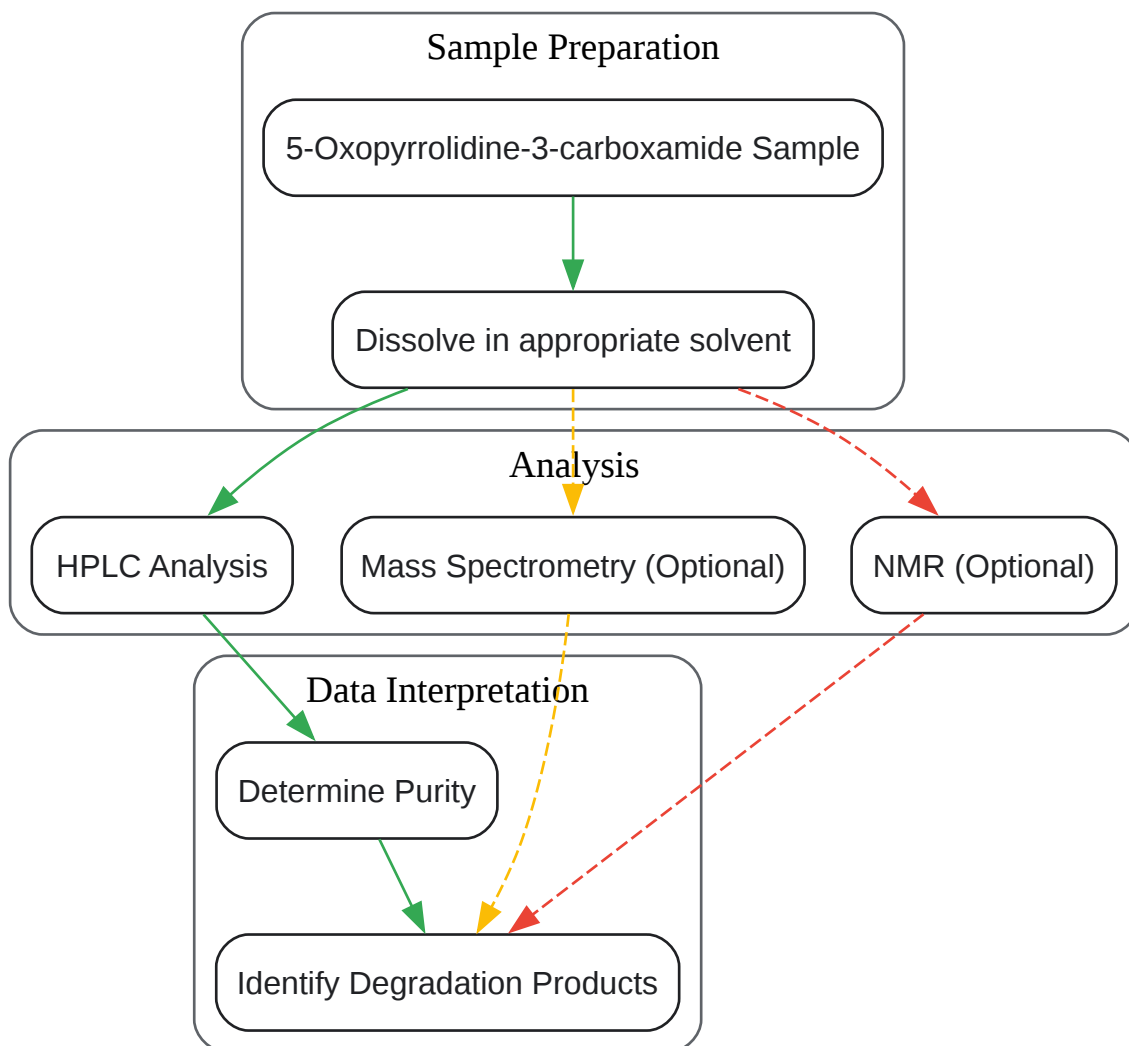 Sample Preparation
5-Oxopyrrolidine-3-carboxamide Sample
Dissolve in appropriate solvent
Analysis
HPLC Analysis
Mass Spectrometry (Optional)
NMR (Optional)
Data Interpretation
Determine Purity
Identify Degradation Products